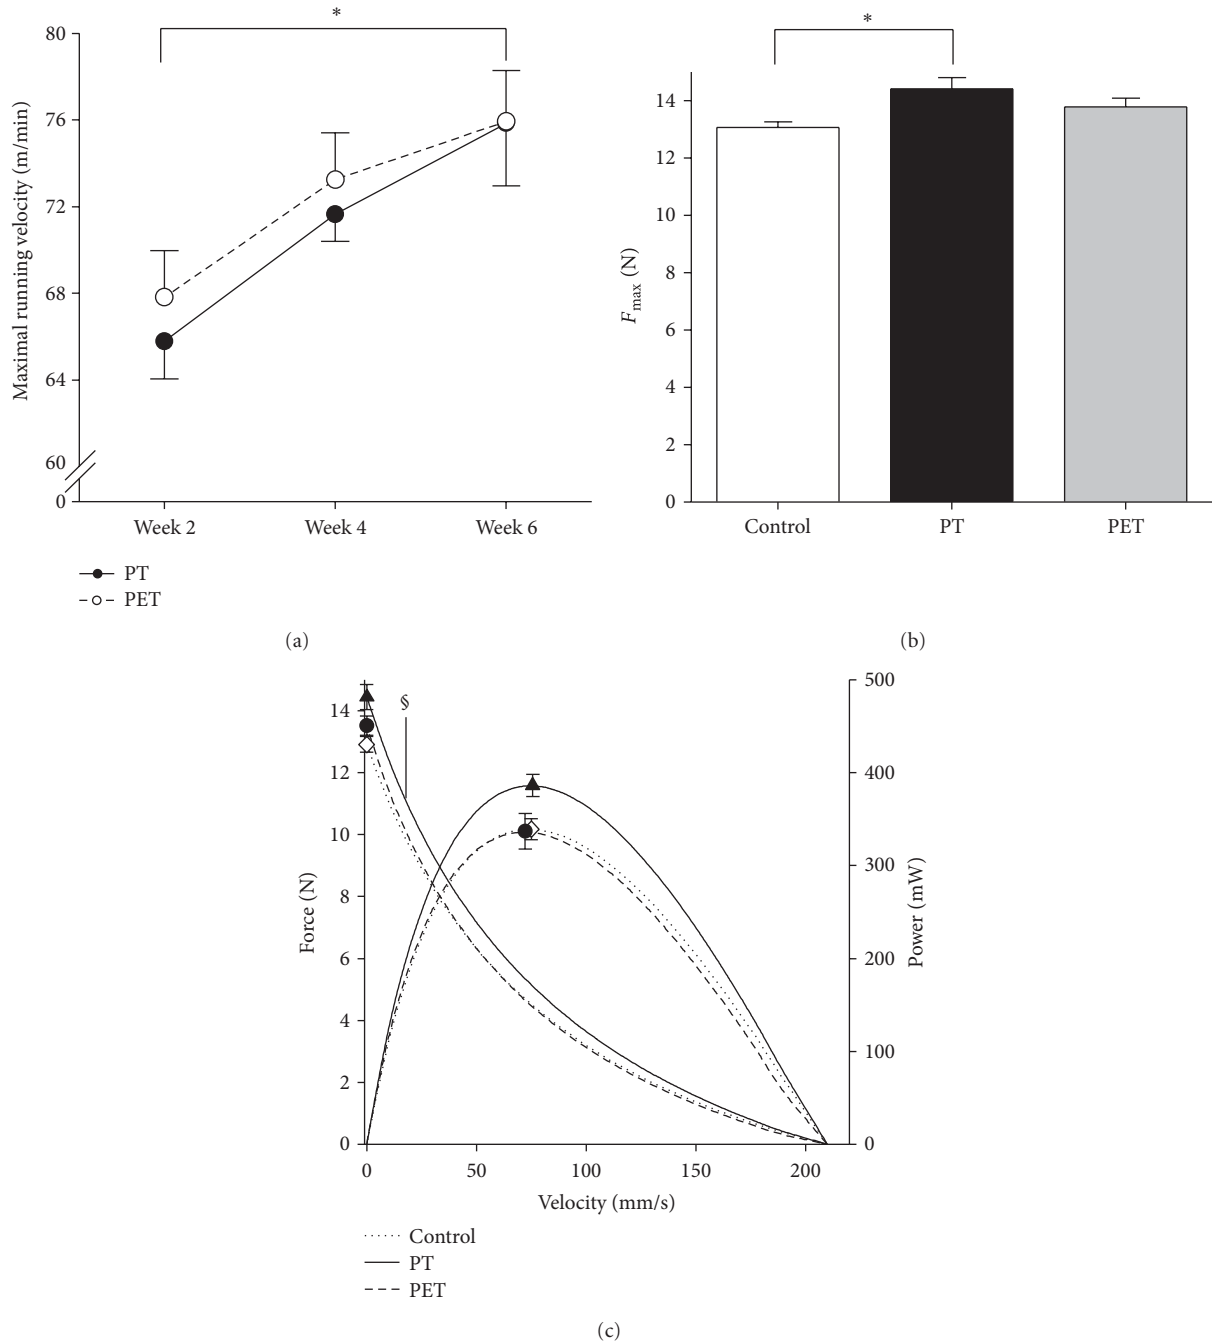 *
80
76
72
68
64
60
0
Maximal running velocity (m/min)
Week 2
Week 4
Week 6
PT
PET
(a)
*
14
12
10
8
6
4
2
0
F max (N)
Control
PT
PET
(b)
§
14
12
10
8
6
4
2
0
Force (N)
500
400
300
200
100
0
Power (mW)
0
50
100
150
200
Velocity (mm/s)
Control
PT
PET
(c)